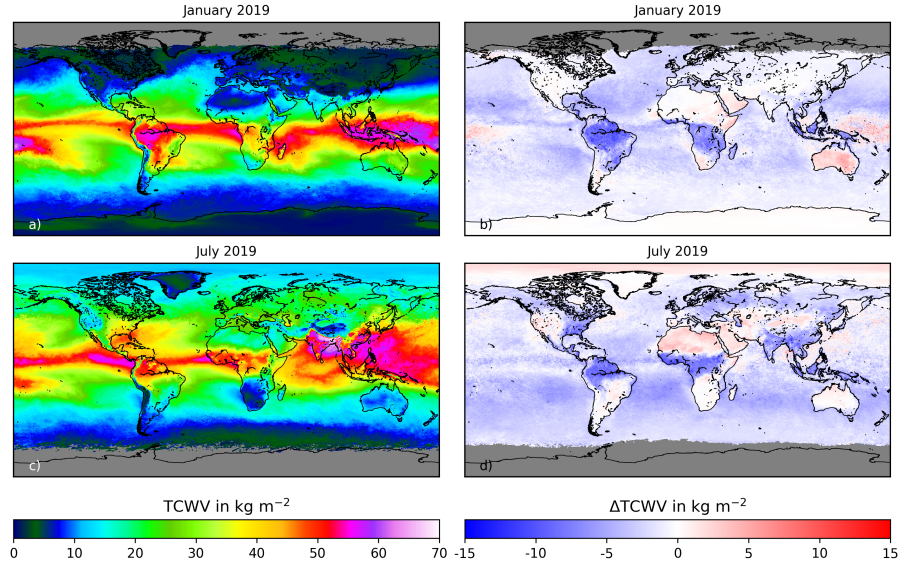 January 2019
January 2019
a)
b)
July 2019
July 2019
c)
d)
TCWV in kg m⁻²
ΔTCWV in kg m⁻²
0 10 20 30 40 50 60 70
-15 -10 -5 0 5 10 15